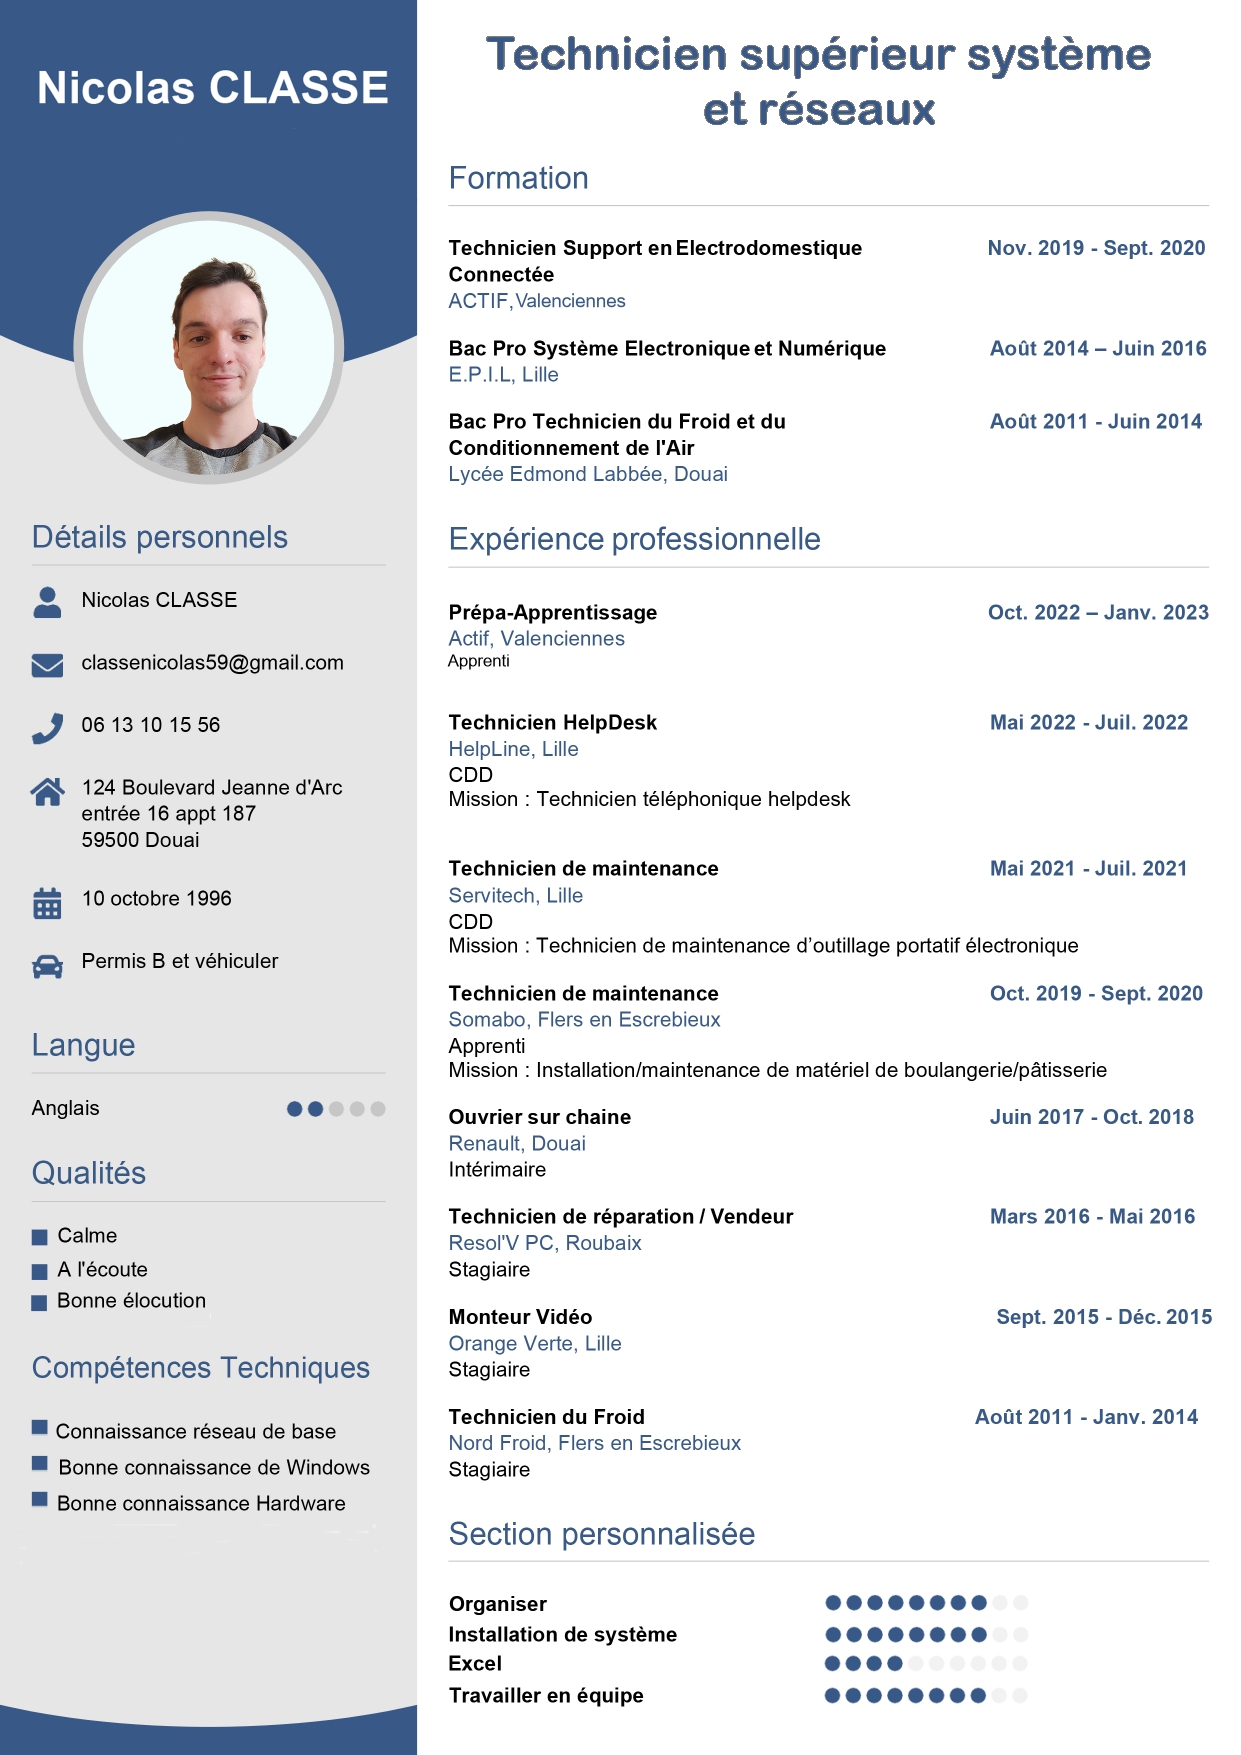 Nicolas CLASSE
Détails personnels
Nicolas CLASSE
classenicolas59@gmail.com
06 13 10 15 56
124 Boulevard Jeanne d'Arc
entrée 16 appt 187
59500 Douai
10 octobre 1996
Permis B et véhiculer
Langue
Anglais
Qualités
Calme
A l'écoute
Bonne élocution
Compétences Techniques
Connaissance réseau de base
Bonne connaissance de Windows
Bonne connaissance Hardware
Technicien supérieur système
et réseaux
Formation
Technicien Support en Electrodomestique Nov. 2019 - Sept. 2020
Connectée
ACTIF, Valenciennes
Bac Pro Système Electronique et Numérique Août 2014 – Juin 2016
E.P.I.L, Lille
Bac Pro Technicien du Froid et du Août 2011 - Juin 2014
Conditionnement de l'Air
Lycée Edmond Labbée, Douai
Expérience professionnelle
Prépa-Apprentissage Oct. 2022 – Janv. 2023
Actif, Valenciennes
Apprenti
Technicien HelpDesk Mai 2022 - Juil. 2022
HelpLine, Lille
CDD
Mission : Technicien téléphonique helpdesk
Technicien de maintenance Mai 2021 - Juil. 2021
Servitech, Lille
CDD
Mission : Technicien de maintenance d’outillage portatif électronique
Technicien de maintenance Oct. 2019 - Sept. 2020
Somabo, Flers en Escrebieux
Apprenti
Mission : Installation/maintenance de matériel de boulangerie/pâtisserie
Ouvrier sur chaine Juin 2017 - Oct. 2018
Renault, Douai
Intérimaire
Technicien de réparation / Vendeur Mars 2016 - Mai 2016
Resol'V PC, Roubaix
Stagiaire
Monteur Vidéo Sept. 2015 - Déc. 2015
Orange Verte, Lille
Stagiaire
Technicien du Froid Août 2011 - Janv. 2014
Nord Froid, Flers en Escrebieux
Stagiaire
Section personnalisée
Organiser
Installation de système
Excel
Travailler en équipe